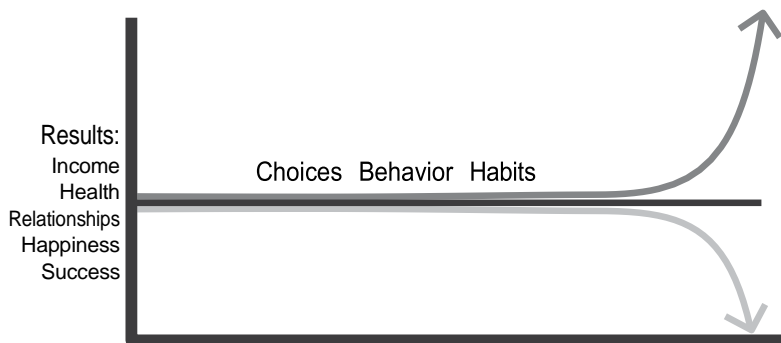 Results:
Income
Health
Relationships
Happiness
Success
Choices Behavior Habits